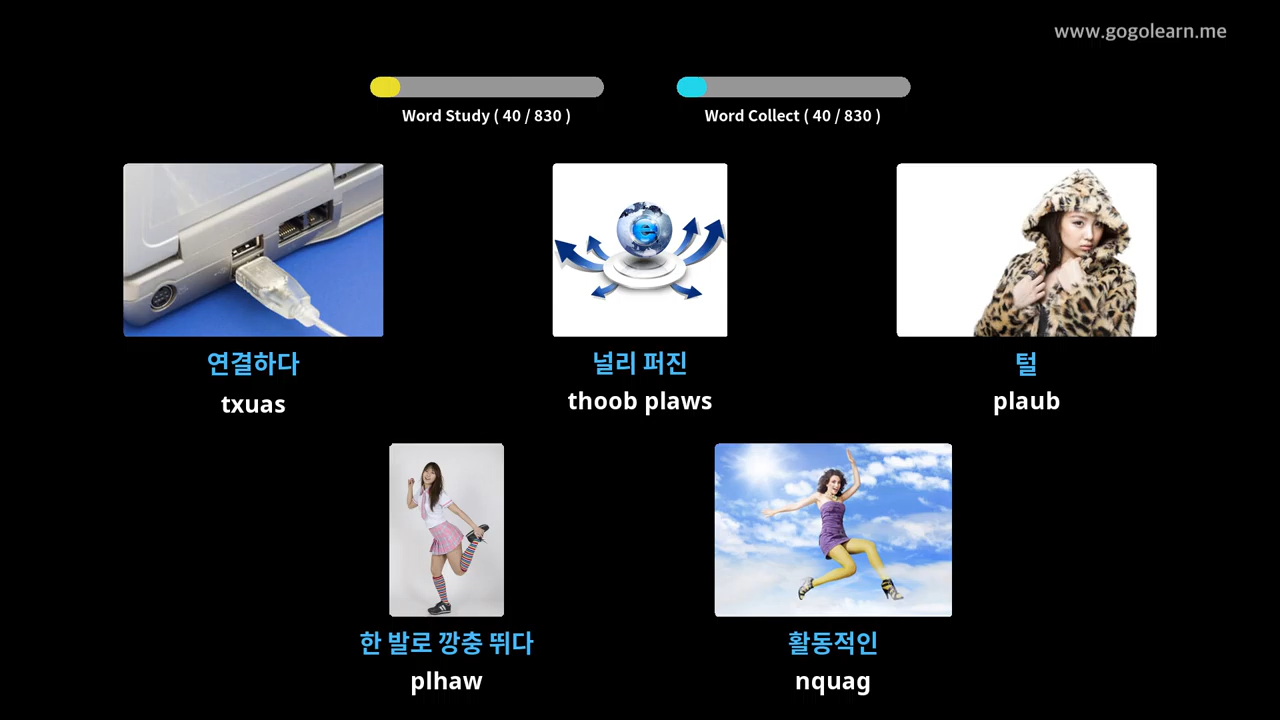 www.gogolearn.me
Word Study ( 40 / 830 )
Word Collect ( 40 / 830 )
연결하다
txuas
널리 퍼진
thoob plaws
털
plaub
한 발로 깡충 뛰다
plhaw
활동적인
nquag